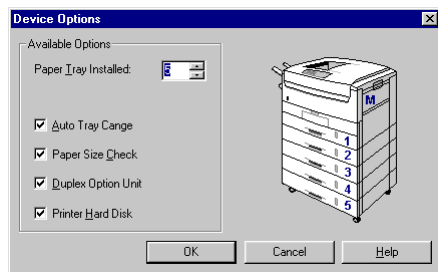 Device Options
Available Options
Paper Tray Installed: 5
Auto Tray Cange
Paper Size Check
Duplex Option Unit
Printer Hard Disk
M
1
2
3
4
5
OK Cancel Help